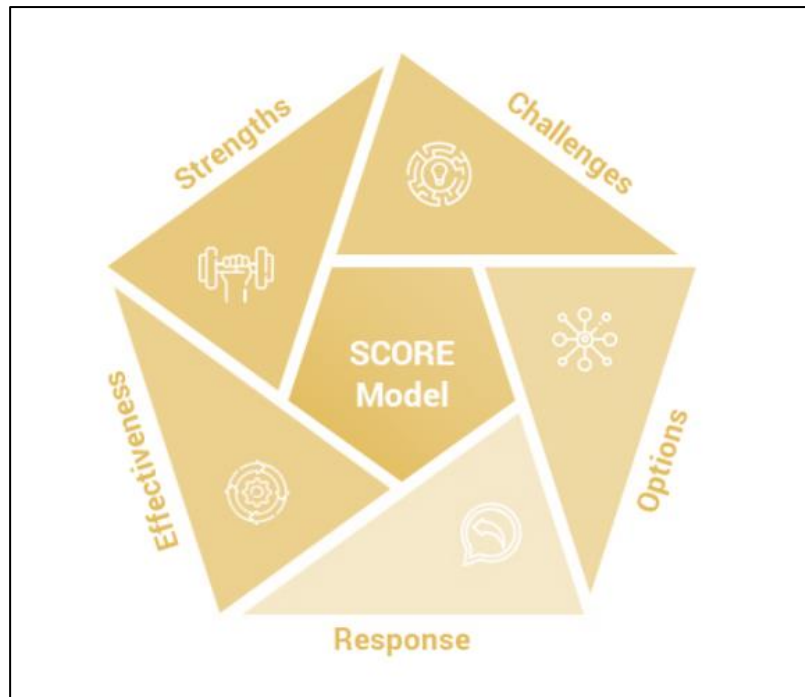 Strengths
Challenges
SCORE
Model
Options
Response
Effectiveness